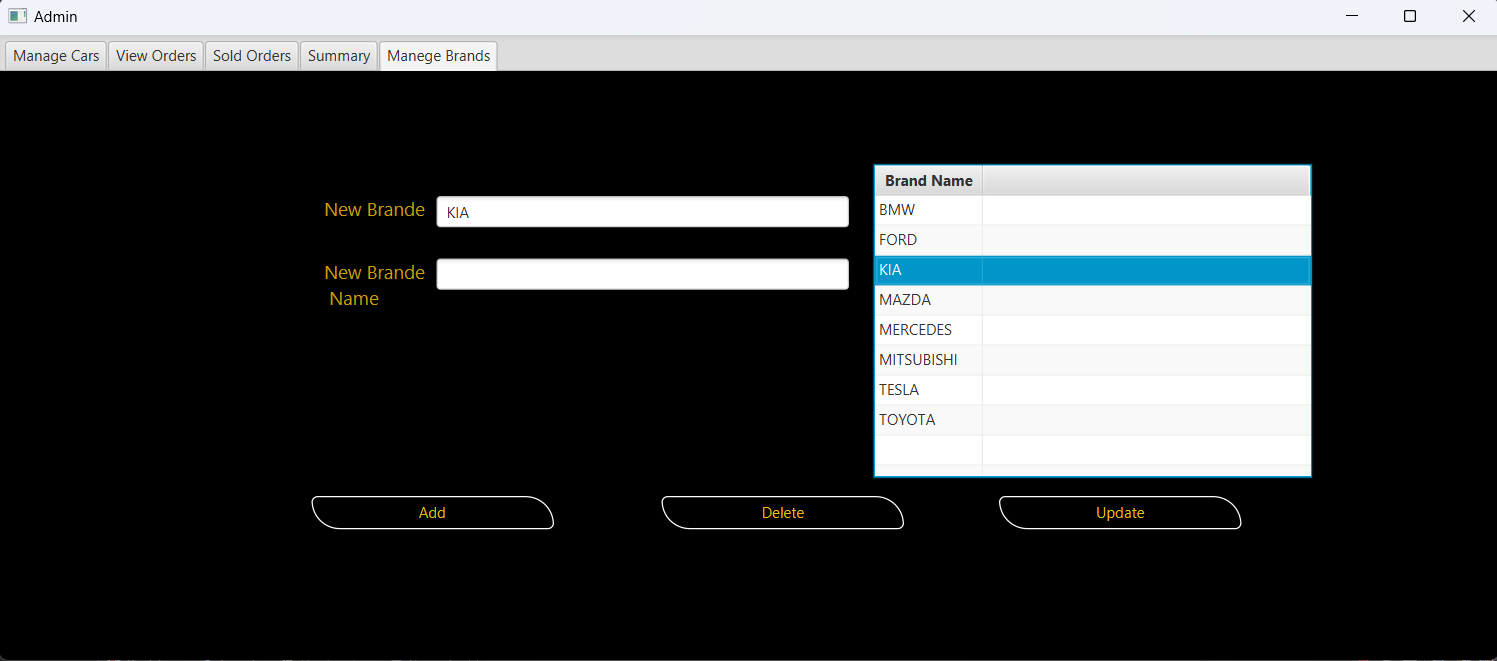 Admin
Manage Cars View Orders Sold Orders Summary Manege Brands
New Brande KIA
New Brande
Name
Brand Name
BMW
FORD
KIA
MAZDA
MERCEDES
MITSUBISHI
TESLA
TOYOTA
Add Delete Update